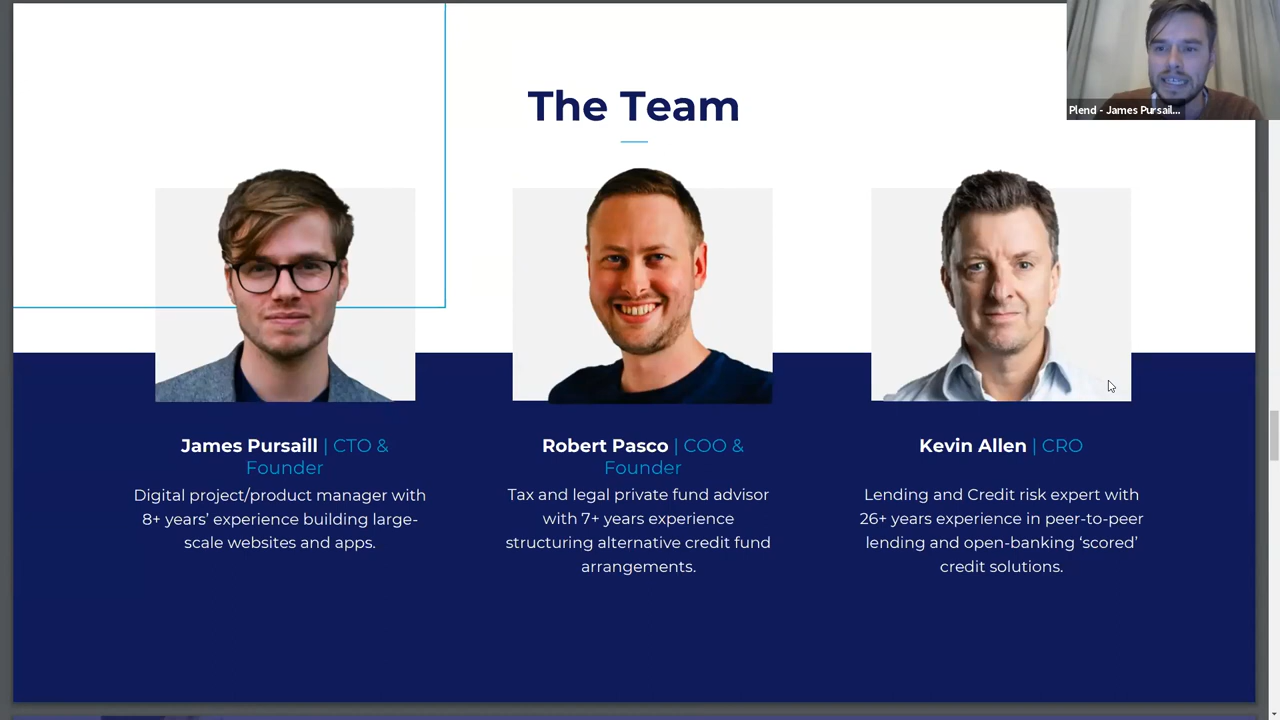 The Team
Plend - James Pursail...
James Pursaill | CTO &
Founder
Digital project/product manager with
8+ years’ experience building large-
scale websites and apps.
Robert Pasco | COO &
Founder
Tax and legal private fund advisor
with 7+ years experience
structuring alternative credit fund
arrangements.
Kevin Allen | CRO
Lending and Credit risk expert with
26+ years experience in peer-to-peer
lending and open-banking ‘scored’
credit solutions.